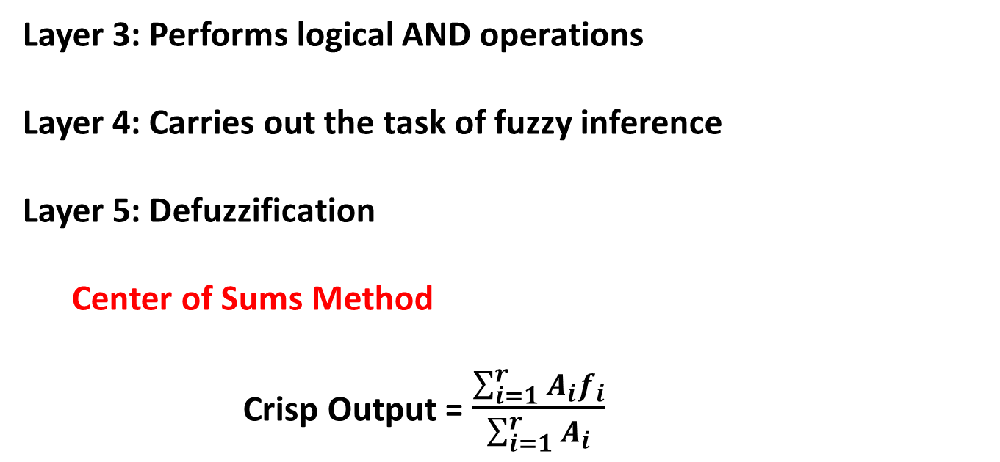 Layer 3: Performs logical AND operations
Layer 4: Carries out the task of fuzzy inference
Layer 5: Defuzzification
Center of Sums Method
Crisp Output = \frac{\sum_{i=1}^{r} A_i f_i}{\sum_{i=1}^{r} A_i}